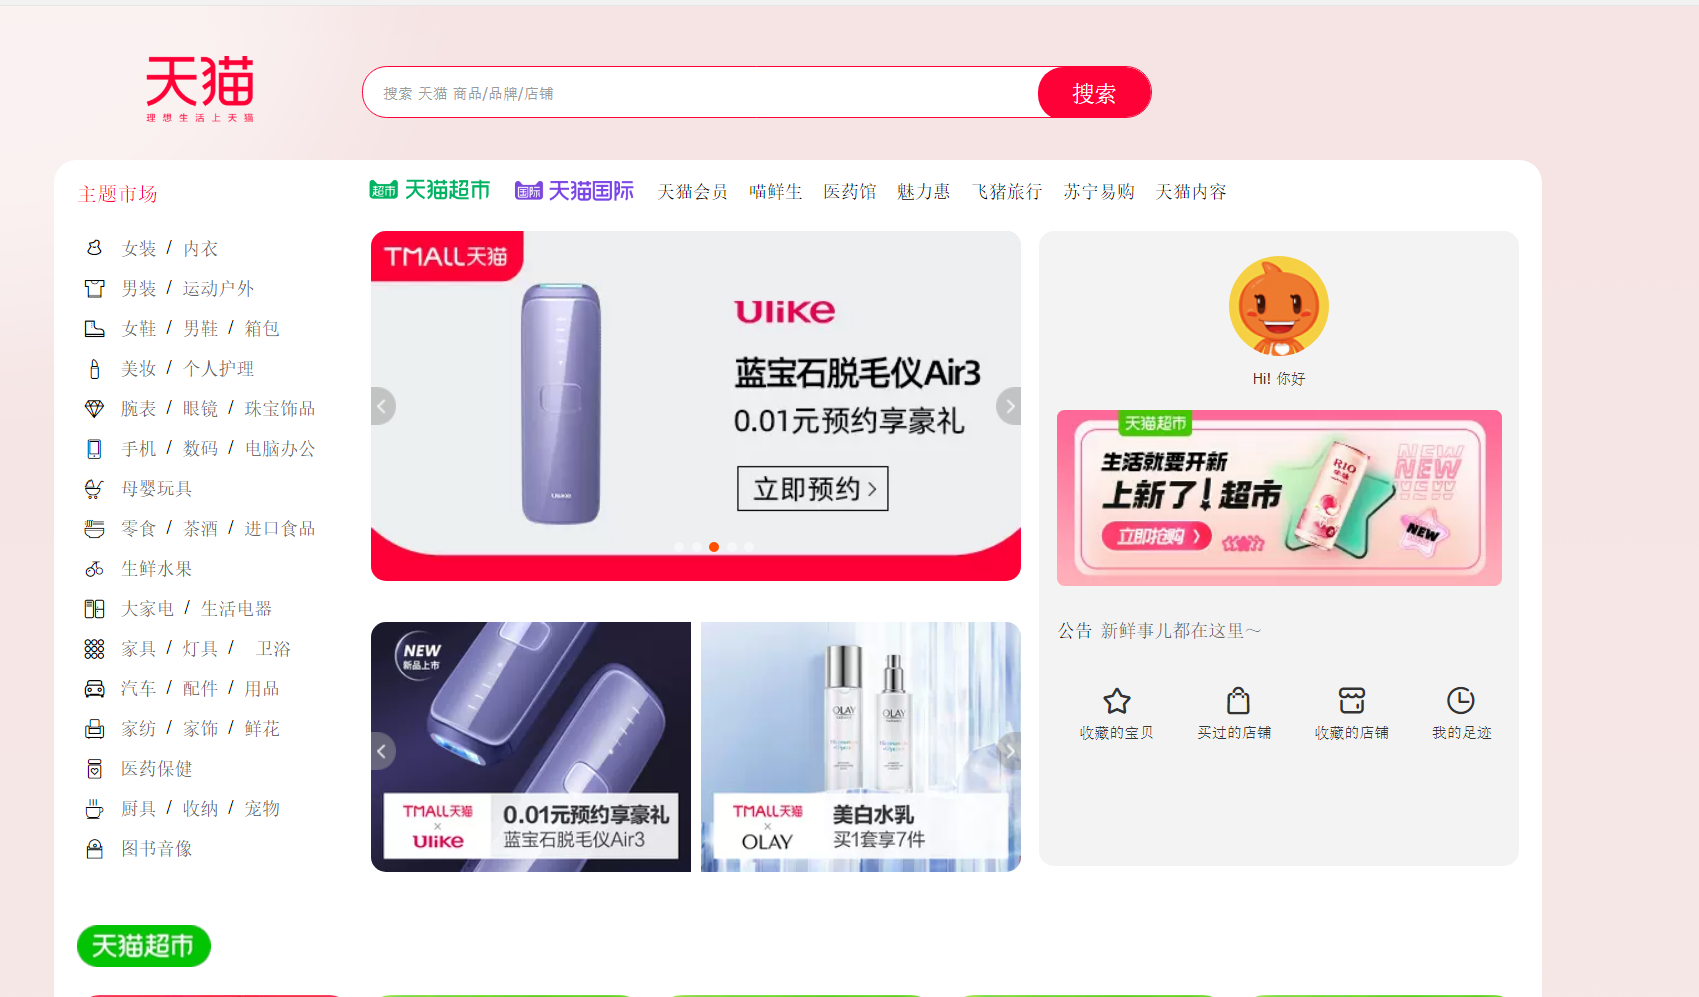 天猫
理想生活上天猫
搜索 天猫 商品/品牌/店铺
搜索
主题市场
超市 天猫超市 国际 天猫国际 天猫会员 喵鲜生 医药馆 魅力惠 飞猪旅行 苏宁易购 天猫内容
女装 / 内衣
男装 / 运动户外
女鞋 / 男鞋 / 箱包
美妆 / 个人护理
腕表 / 眼镜 / 珠宝饰品
手机 / 数码 / 电脑办公
母婴玩具
零食 / 茶酒 / 进口食品
生鲜水果
大家电 / 生活电器
家具 / 灯具 / 卫浴
汽车 / 配件 / 用品
家纺 / 家饰 / 鲜花
医药保健
厨具 / 收纳 / 宠物
图书音像
TMALL天猫
Ulike
蓝宝石脱毛仪Air3
0.01元预约享豪礼
立即预约 >
Ulike
NEW
新品上市
TMALL天猫
×
Ulike
0.01元预约享豪礼
蓝宝石脱毛仪Air3
OLAY
OLAY
TMALL天猫
×
OLAY
美白水乳
买1套享7件
Hi! 你好
天猫超市
生活就要开新
上新了!超市
立即抢购 >
RIO
NEW
NEW
NEW
NEW
公告 新鲜事儿都在这里～
收藏的宝贝 买过的店铺 收藏的店铺 我的足迹
天猫超市